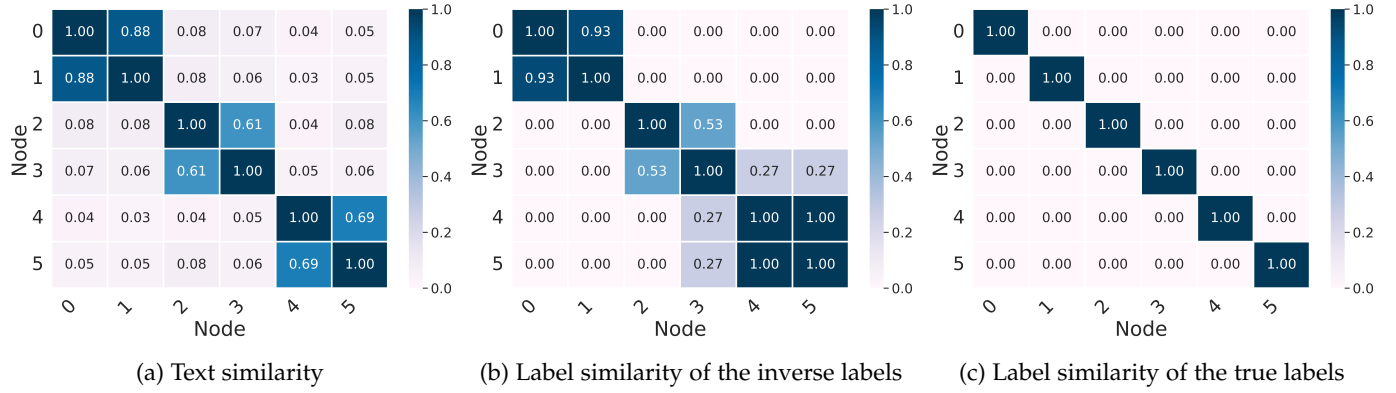 0 1.00 0.88 0.08 0.07 0.04 0.05
1 0.88 1.00 0.08 0.06 0.03 0.05
2 0.08 0.08 1.00 0.61 0.04 0.08
3 0.07 0.06 0.61 1.00 0.05 0.06
4 0.04 0.03 0.04 0.05 1.00 0.69
5 0.05 0.05 0.08 0.06 0.69 1.00
0 1 2 3 4 5
Node
Node
1.0
0.8
0.6
0.4
0.2
0.0
(a) Text similarity
0 1.00 0.93 0.00 0.00 0.00 0.00
1 0.93 1.00 0.00 0.00 0.00 0.00
2 0.00 0.00 1.00 0.53 0.00 0.00
3 0.00 0.00 0.53 1.00 0.27 0.27
4 0.00 0.00 0.00 0.27 1.00 1.00
5 0.00 0.00 0.00 0.27 1.00 1.00
0 1 2 3 4 5
Node
Node
1.0
0.8
0.6
0.4
0.2
0.0
(b) Label similarity of the inverse labels
0 1.00 0.00 0.00 0.00 0.00 0.00
1 0.00 1.00 0.00 0.00 0.00 0.00
2 0.00 0.00 1.00 0.00 0.00 0.00
3 0.00 0.00 0.00 1.00 0.00 0.00
4 0.00 0.00 0.00 0.00 1.00 0.00
5 0.00 0.00 0.00 0.00 0.00 1.00
0 1 2 3 4 5
Node
Node
1.0
0.8
0.6
0.4
0.2
0.0
(c) Label similarity of the true labels